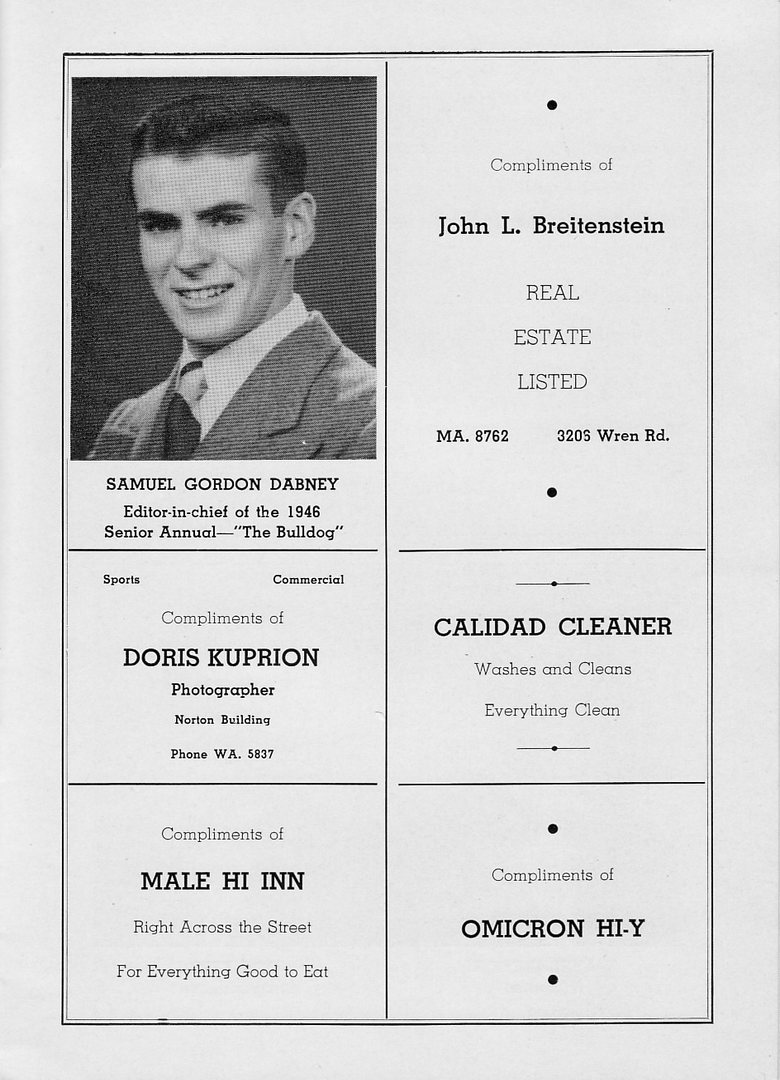 SAMUEL GORDON DABNEY
Editor-in-chief of the 1946
Senior Annual—"The Bulldog"
Sports Commercial
Compliments of
DORIS KUPRION
Photographer
Norton Building
Phone WA. 5837
Compliments of
MALE HI INN
Right Across the Street
For Everything Good to Eat
Compliments of
John L. Breitenstein
REAL
ESTATE
LISTED
MA. 8762 3206 Wren Rd.
CALIDAD CLEANER
Washes and Cleans
Everything Clean
Compliments of
OMICRON HI-Y